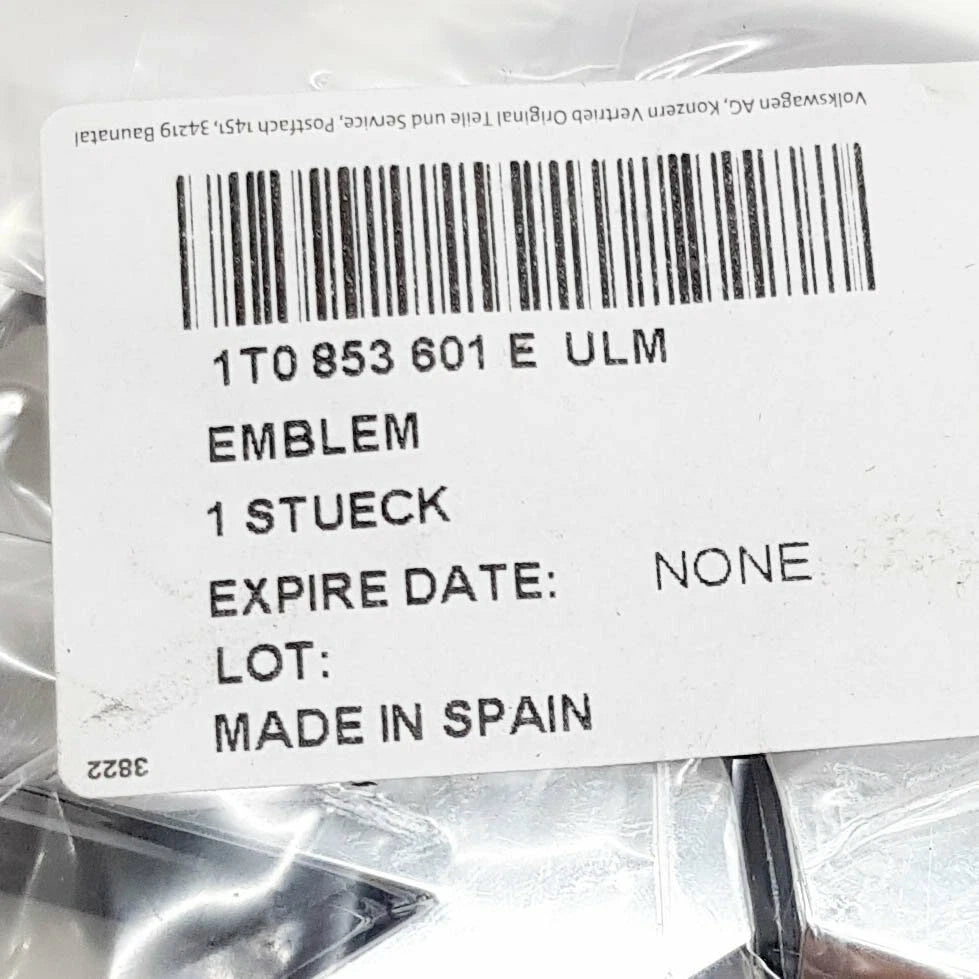 Volkswagen AG, Konzern Vertrieb Original Teile und Service, Postfach 1451, 34219 Baunatal
1T0 853 601 E ULM
EMBLEM
1 STUECK
EXPIRE DATE: NONE
LOT:
MADE IN SPAIN
3822